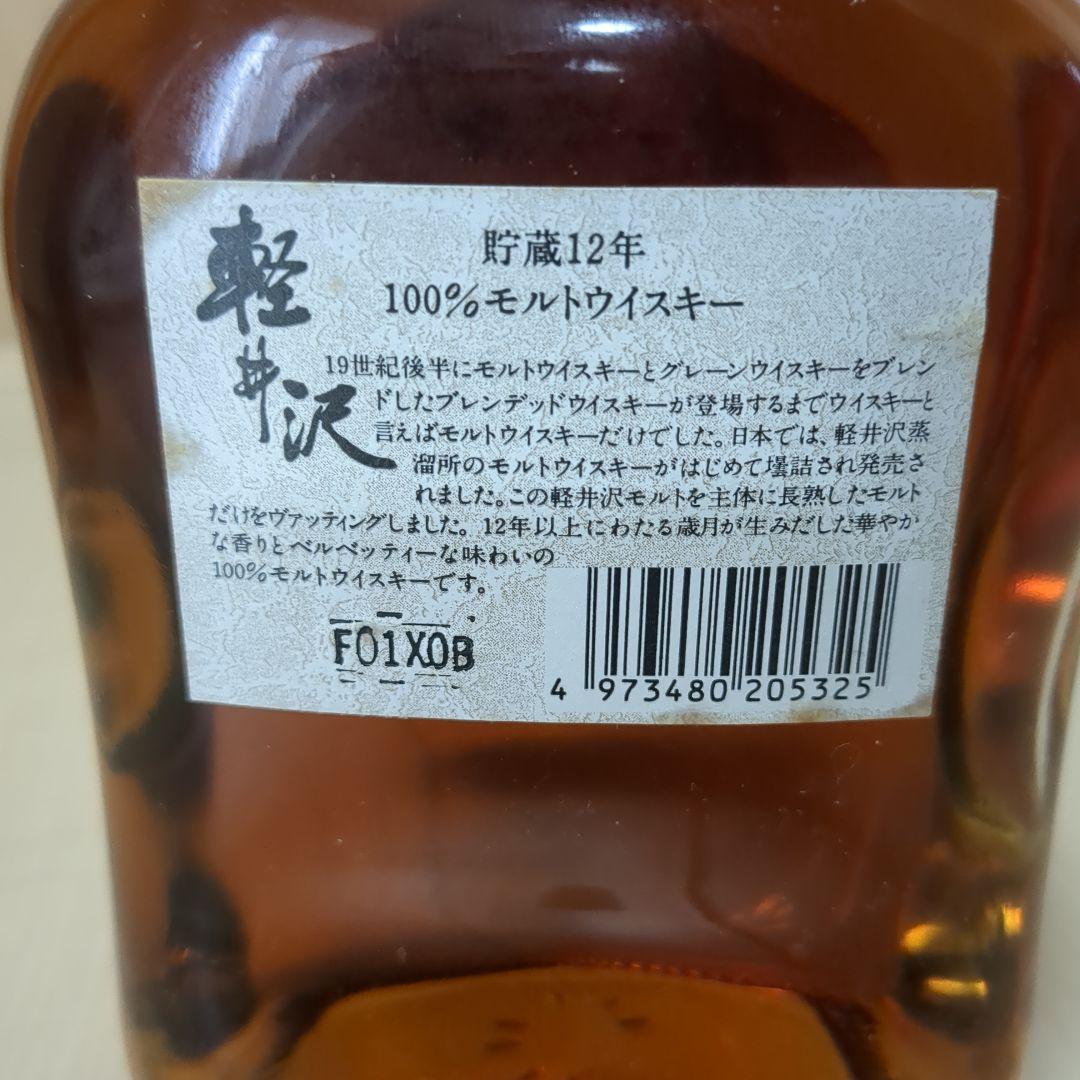 軽井沢
貯蔵12年
100%モルトウイスキー
19世紀後半にモルトウイスキーとグレーンウイスキーをブレン
ドしたブレンデッドウイスキーが登場するまでウイスキーと
言えばモルトウイスキーだけでした。日本では、軽井沢蒸
溜所のモルトウイスキーがはじめて壜詰され発売さ
れました。この軽井沢モルトを主体に長熟したモルト
だけをヴァッティングしました。12年以上にわたる歳月が生みだした華やか
な香りとベルベッティーな味わいの
100%モルトウイスキーです。
F01X0B
4 973480 205325